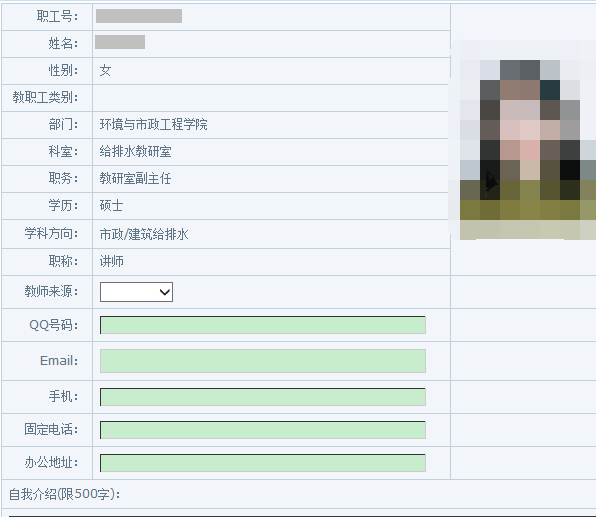 职工号：
姓名：
性别： 女
教职工类别：
部门： 环境与市政工程学院
科室： 给排水教研室
职务： 教研室副主任
学历： 硕士
学科方向： 市政/建筑给排水
职称： 讲师
教师来源：
QQ号码：
Email：
手机：
固定电话：
办公地址：
自我介绍(限500字)：